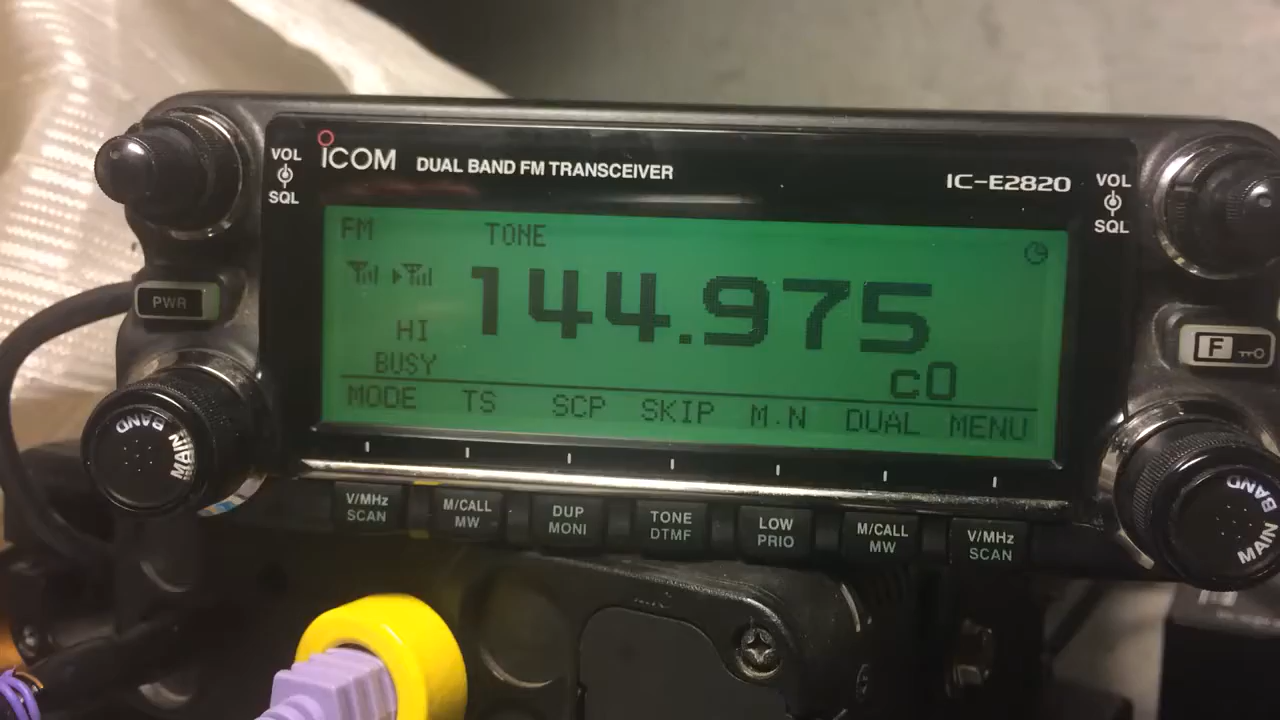 VOL
SQL
ICOM DUAL BAND FM TRANSCEIVER
IC-E2820
VOL
SQL
FM TONE
144.975
HI
BUSY
c0
MODE TS SCP SKIP M.N DUAL MENU
PWR
F
MAIN BAND
MAIN BAND
V/MHz
SCAN
M/CALL
MW
DUP
MONI
TONE
DTMF
LOW
PRIO
M/CALL
MW
V/MHz
SCAN